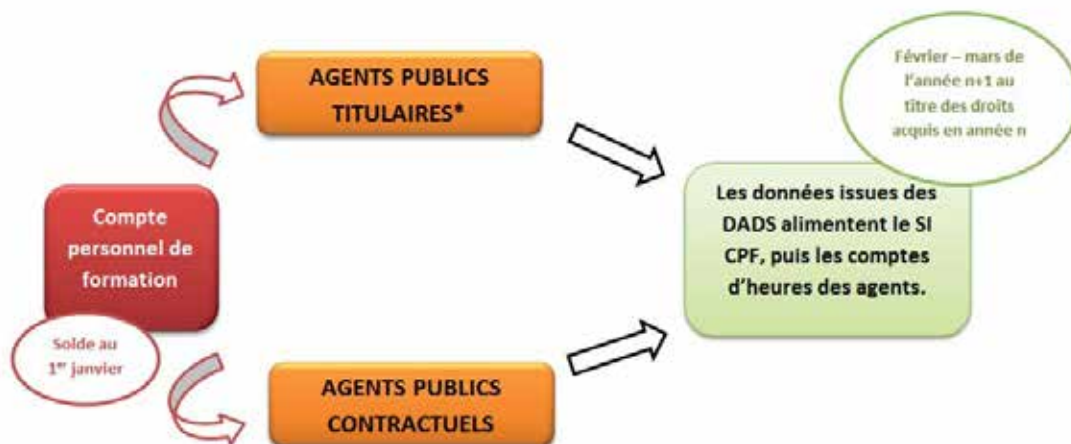 Compte
personnel de
formation
Solde au
1er janvier
AGENTS PUBLICS
TITULAIRES*
AGENTS PUBLICS
CONTRACTUELS
Les données issues des
DADS alimentent le SI
CPF, puis les comptes
d'heures des agents.
Février – mars de
l'année n+1 au
titre des droits
acquis en année n